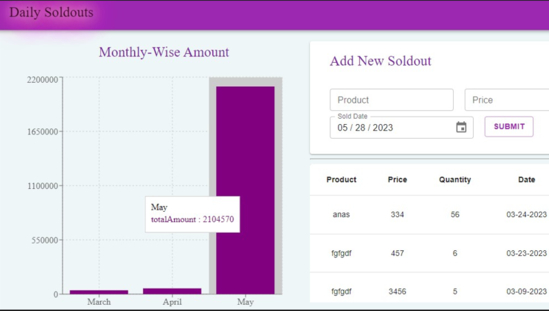 Daily Soldouts
Monthly-Wise Amount
2200000
1650000
1100000
550000
0
March April May
May
totalAmount : 2104570
Add New Soldout
Product Price
Sold Date
05 / 28 / 2023
SUBMIT
Product Price Quantity Date
anas 334 56 03-24-2023
fgfgdf 457 6 03-23-2023
fgfgdf 3456 5 03-09-2023